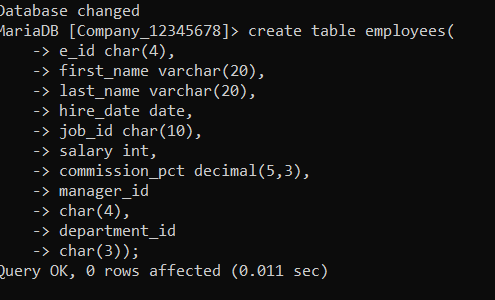 Database changed
MariaDB [Company_12345678]> create table employees(
-> e_id char(4),
-> first_name varchar(20),
-> last_name varchar(20),
-> hire_date date,
-> job_id char(10),
-> salary int,
-> commission_pct decimal(5,3),
-> manager_id
-> char(4),
-> department_id
-> char(3));
Query OK, 0 rows affected (0.011 sec)